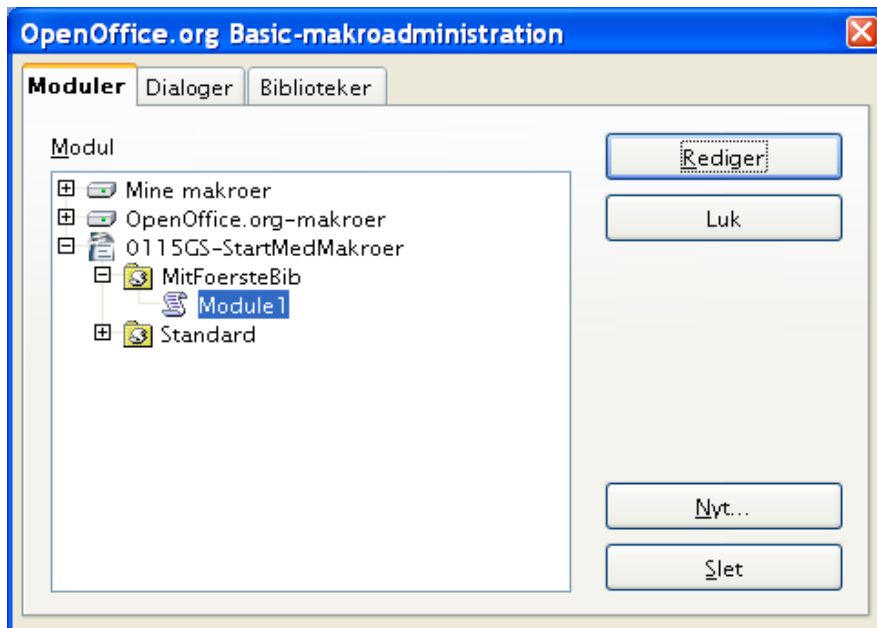 OpenOffice.org Basic-makroadministration
Moduler Dialoger Biblioteker
Modul
Mine makroer
OpenOffice.org-makroer
0115GS-StartMedMakroer
MitFoersteBib
Module1
Standard
Rediger
Luk
Nyt...
Slet